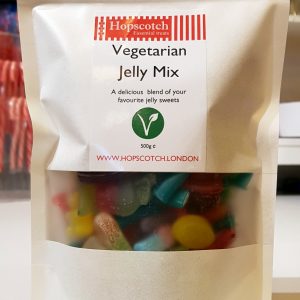 Hopscotch
Essential treats
Vegetarian
Jelly Mix
A delicious blend of your
favourite jelly sweets
V
500g e
WWW.HOPSCOTCH.LONDON